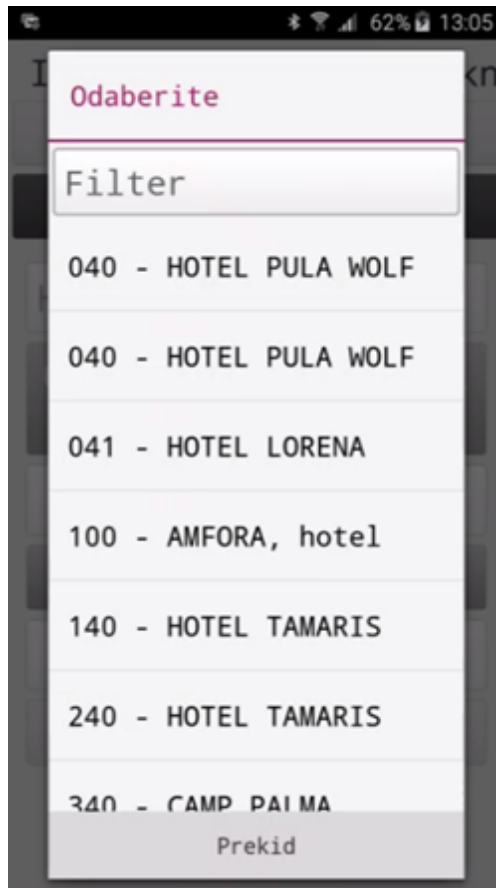 62% 13:05
Odaberite
Filter
040 - HOTEL PULA WOLF
040 - HOTEL PULA WOLF
041 - HOTEL LORENA
100 - AMFORA, hotel
140 - HOTEL TAMARIS
240 - HOTEL TAMARIS
340 - CAMP PALMA
Prekid